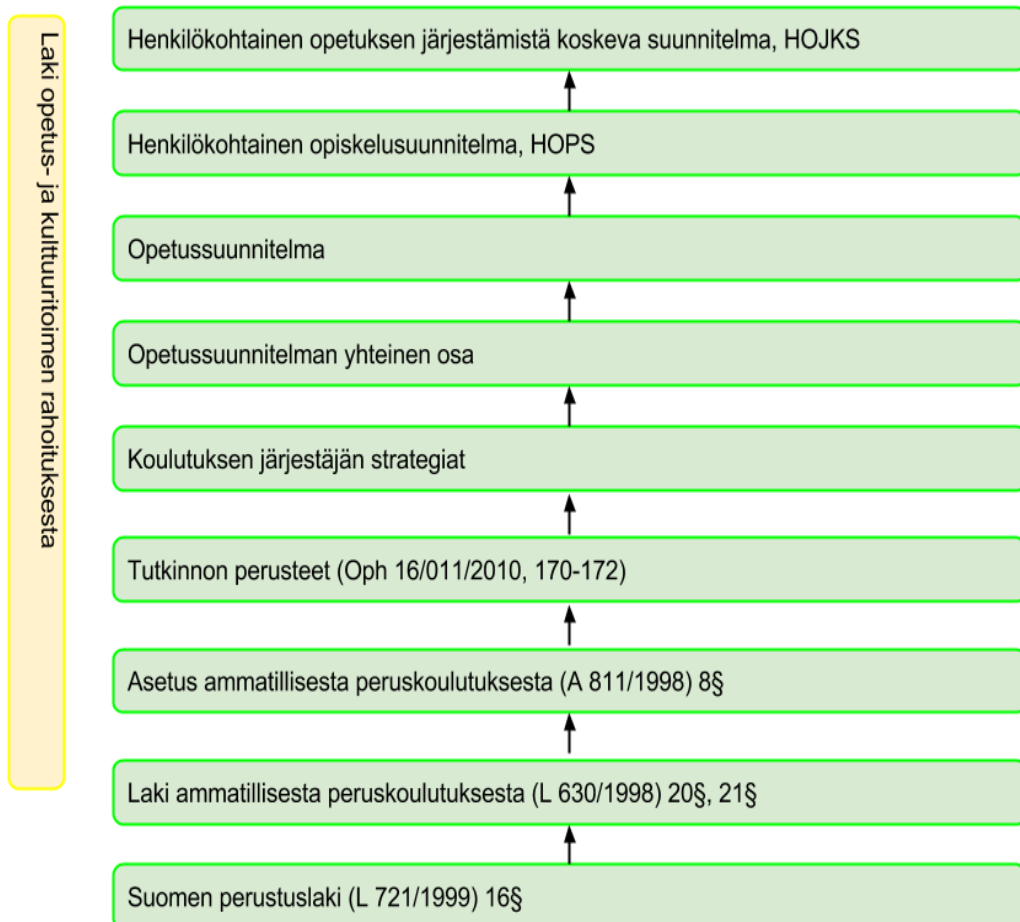 Laki opetus- ja kulttuuritoimen rahoituksesta
Henkilökohtainen opetuksen järjestämistä koskeva suunnitelma, HOJKS
Henkilökohtainen opiskelusuunnitelma, HOPS
Opetussuunnitelma
Opetussuunnitelman yhteinen osa
Koulutuksen järjestäjän strategiat
Tutkinnon perusteet (Oph 16/011/2010, 170-172)
Asetus ammatillisesta peruskoulutuksesta (A 811/1998) 8§
Laki ammatillisesta peruskoulutuksesta (L 630/1998) 20§, 21§
Suomen perustuslaki (L 721/1999) 16§